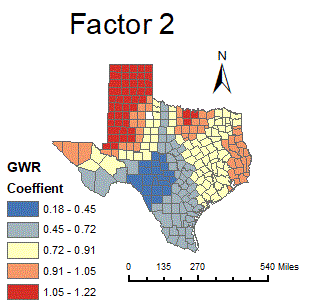 Factor 2
N
GWR
Coeffient
0.18 - 0.45
0.45 - 0.72
0.72 - 0.91
0.91 - 1.05
1.05 - 1.22
0 135 270 540 Miles